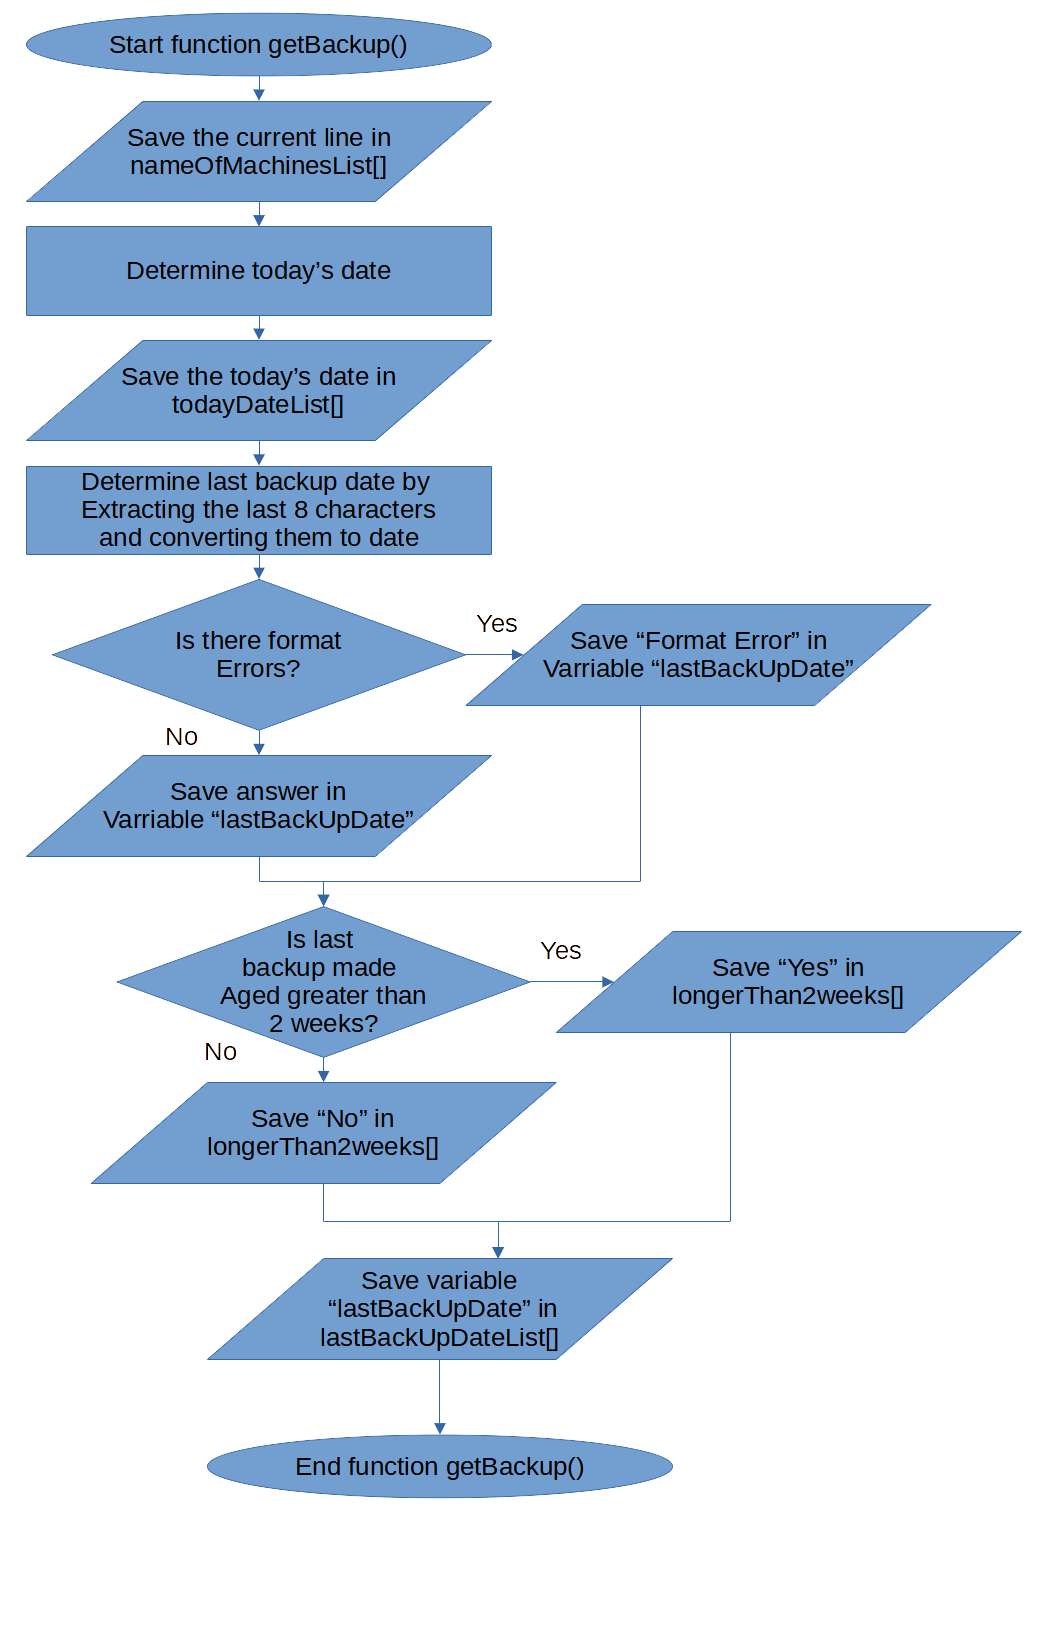 Start function getBackup()
Save the current line in
nameOfMachinesList[]
Determine today’s date
Save the today’s date in
todayDateList[]
Determine last backup date by
Extracting the last 8 characters
and converting them to date
Is there format
Errors?
Yes
Save “Format Error” in
Varriable “lastBackUpDate”
No
Save answer in
Varriable “lastBackUpDate”
Is last
backup made
Aged greater than
2 weeks?
Yes
Save “Yes” in
longerThan2weeks[]
No
Save “No” in
longerThan2weeks[]
Save variable
“lastBackUpDate” in
lastBackUpDateList[]
End function getBackup()